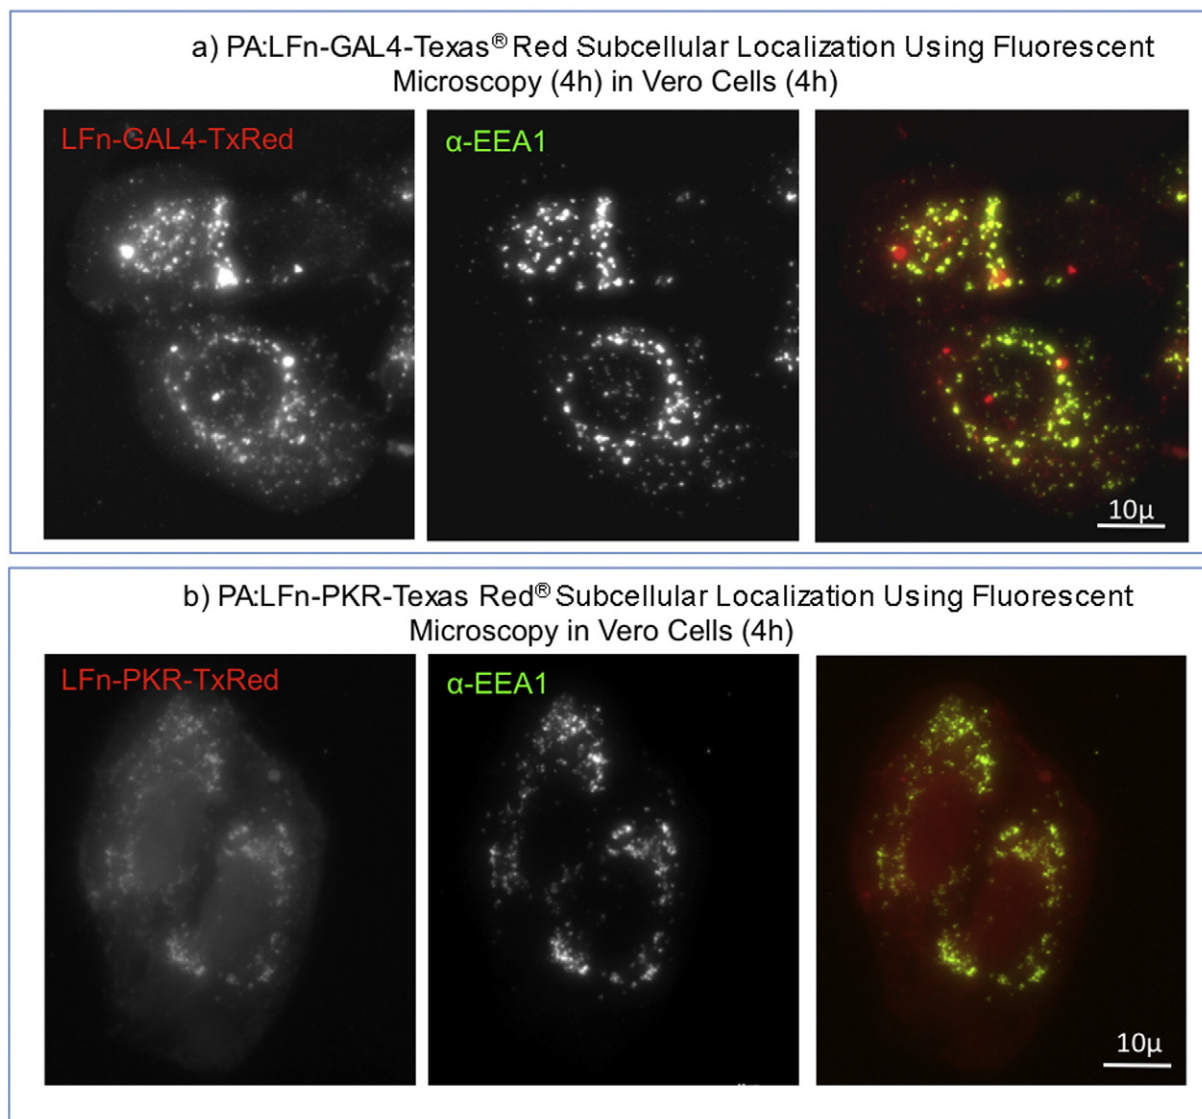 a) PA:LFn-GAL4-Texas® Red Subcellular Localization Using Fluorescent
Microscopy (4h) in Vero Cells (4h)
LFn-GAL4-TxRed
α-EEA1
10µ
b) PA:LFn-PKR-Texas Red® Subcellular Localization Using Fluorescent
Microscopy in Vero Cells (4h)
LFn-PKR-TxRed
α-EEA1
10µ